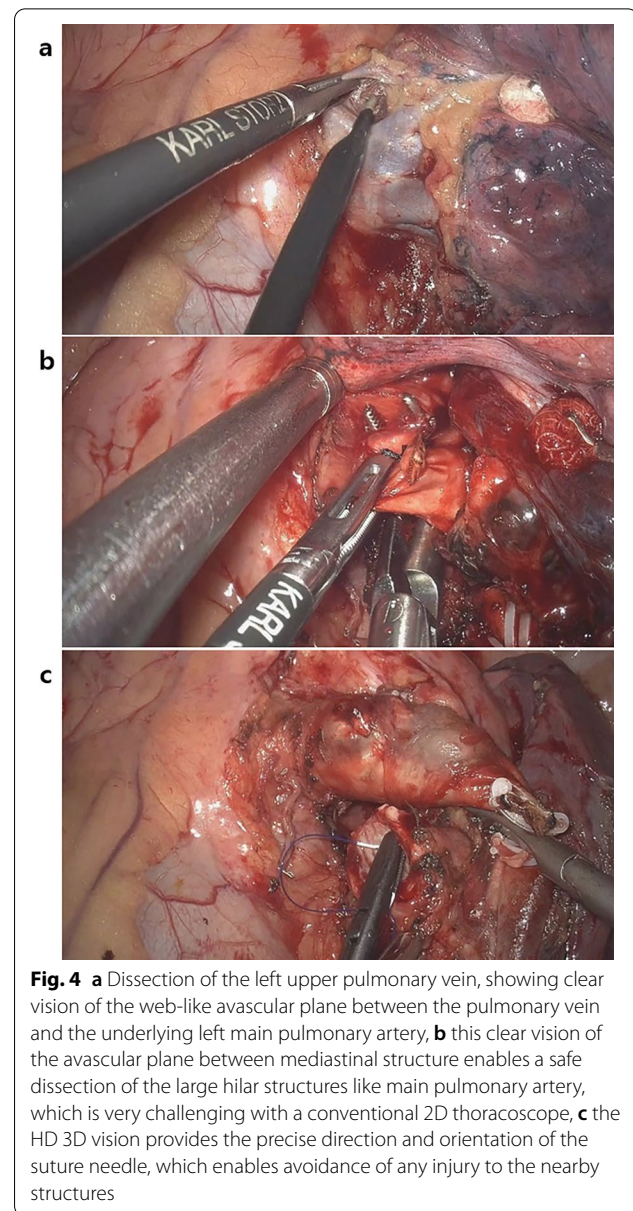 a
KARL STORZ
b
KARL S
c
Fig. 4 a Dissection of the left upper pulmonary vein, showing clear
vision of the web-like avascular plane between the pulmonary vein
and the underlying left main pulmonary artery, b this clear vision of
the avascular plane between mediastinal structure enables a safe
dissection of the large hilar structures like main pulmonary artery,
which is very challenging with a conventional 2D thoracoscope, c the
HD 3D vision provides the precise direction and orientation of the
suture needle, which enables avoidance of any injury to the nearby
structures